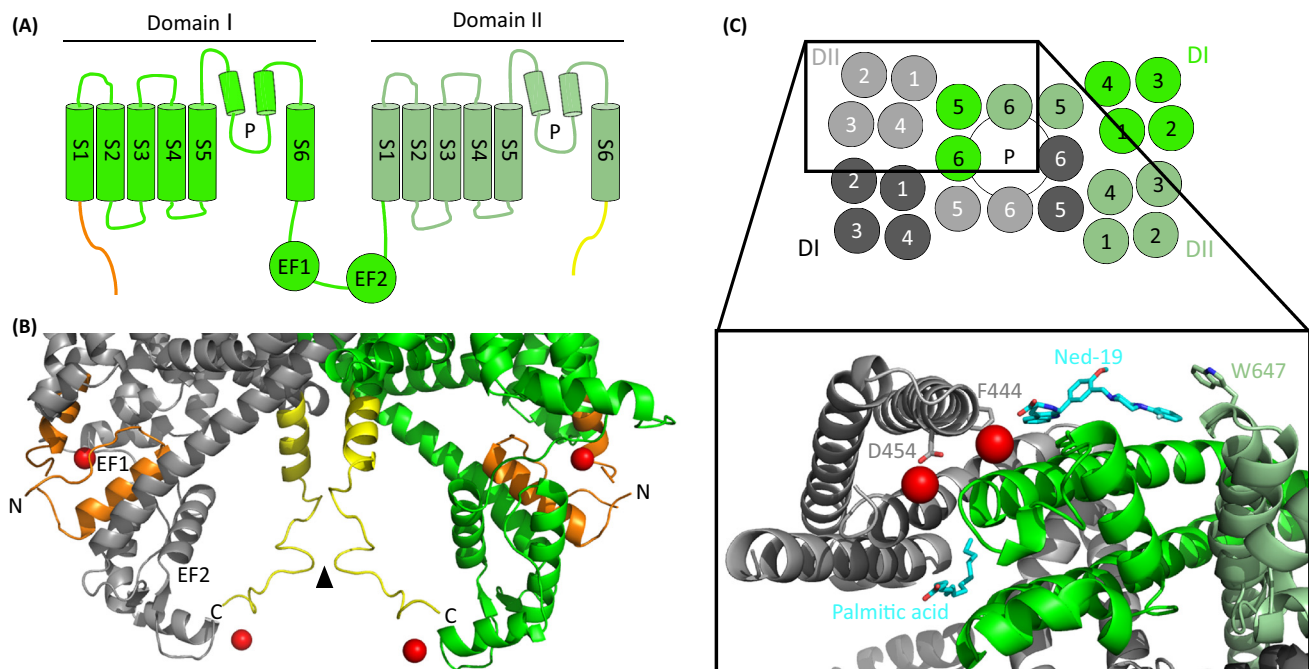 (A)
Domain I
Domain II
S1 S2 S3 S4 S5 P S6
S1 S2 S3 S4 S5 P S6
EF1 EF2
(B)
EF1
N
EF2
C
C
N
(C)
DII
DI
2 1 5 6 5 4 3
3 4 6 P 6 1 2
2 1 5 6 5 4 3
3 4 1 2
DI
DII
Ned-19
W647
F444
D454
Palmitic acid